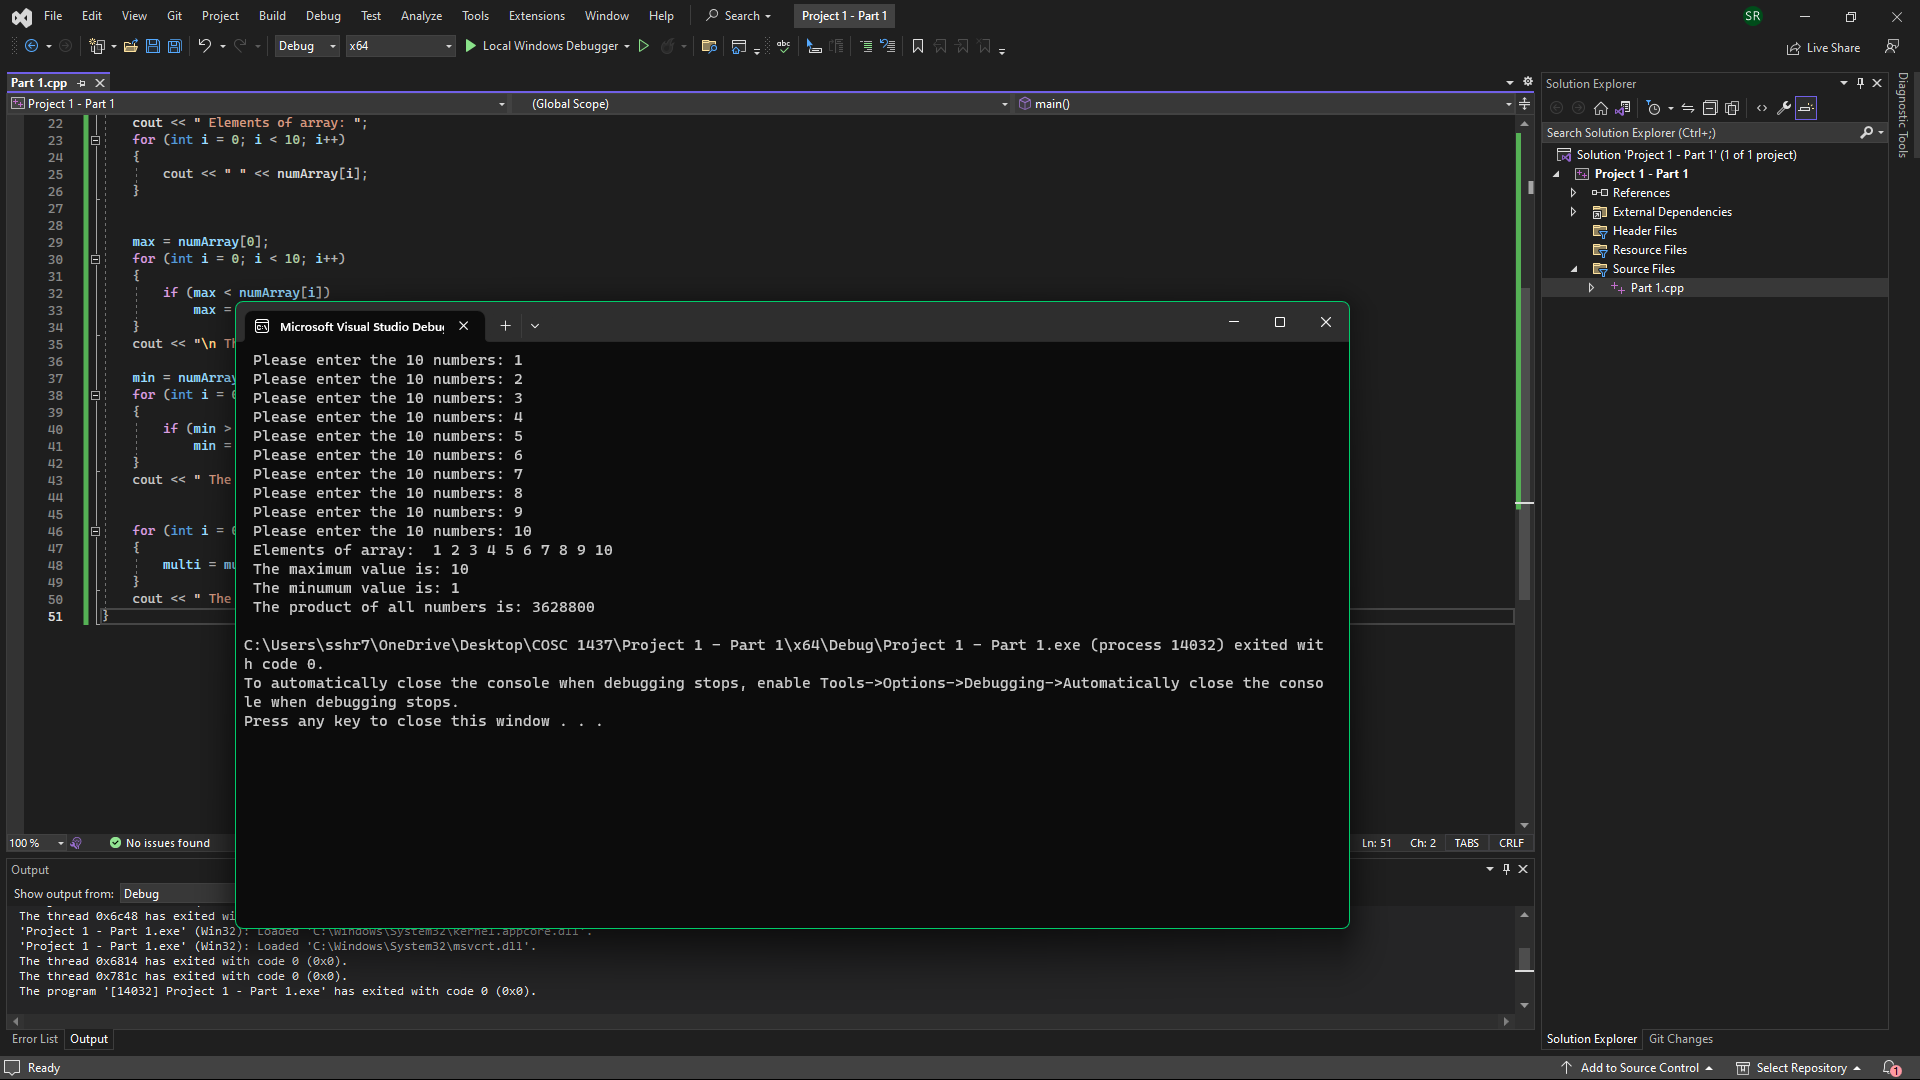 File Edit View Git Project Build Debug Test Analyze Tools Extensions Window Help Search Project 1 - Part 1 SR
Debug x64 Local Windows Debugger Live Share
Part 1.cpp
Project 1 - Part 1 (Global Scope) main()
22 cout << " Elements of array: ";
23 for (int i = 0; i < 10; i++)
24 {
25 cout << " " << numArray[i];
26 }
27
28
29 max = numArray[0];
30 for (int i = 0; i < 10; i++)
31 {
32 if (max < numArray[i])
33 max =
34 }
35 cout << "\n Th
36
37 min = numArray
38 for (int i = 0
39 {
40 if (min >
41 min =
42 }
43 cout << " The
44
45
46 for (int i = 0
47 {
48 multi = mu
49 }
50 cout << " The
51 }
Microsoft Visual Studio Debug
Please enter the 10 numbers: 1
Please enter the 10 numbers: 2
Please enter the 10 numbers: 3
Please enter the 10 numbers: 4
Please enter the 10 numbers: 5
Please enter the 10 numbers: 6
Please enter the 10 numbers: 7
Please enter the 10 numbers: 8
Please enter the 10 numbers: 9
Please enter the 10 numbers: 10
Elements of array:  1 2 3 4 5 6 7 8 9 10
The maximum value is: 10
The minumum value is: 1
The product of all numbers is: 3628800
C:\Users\sshr7\OneDrive\Desktop\COSC 1437\Project 1 - Part 1\x64\Debug\Project 1 - Part 1.exe (process 14032) exited wit
h code 0.
To automatically close the console when debugging stops, enable Tools->Options->Debugging->Automatically close the conso
le when debugging stops.
Press any key to close this window . . .
100 % No issues found Ln: 51 Ch: 2 TABS CRLF
Output
Show output from: Debug
The thread 0x6c48 has exited wi
'Project 1 - Part 1.exe' (Win32): Loaded 'C:\Windows\System32\kernel.appcore.dll'.
'Project 1 - Part 1.exe' (Win32): Loaded 'C:\Windows\System32\msvcrt.dll'.
The thread 0x6814 has exited with code 0 (0x0).
The thread 0x781c has exited with code 0 (0x0).
The program '[14032] Project 1 - Part 1.exe' has exited with code 0 (0x0).
Error List Output
Solution Explorer
Search Solution Explorer (Ctrl+;)
Solution 'Project 1 - Part 1' (1 of 1 project)
Project 1 - Part 1
References
External Dependencies
Header Files
Resource Files
Source Files
Part 1.cpp
Solution Explorer Git Changes
Diagnostic Tools
Ready Add to Source Control Select Repository 1